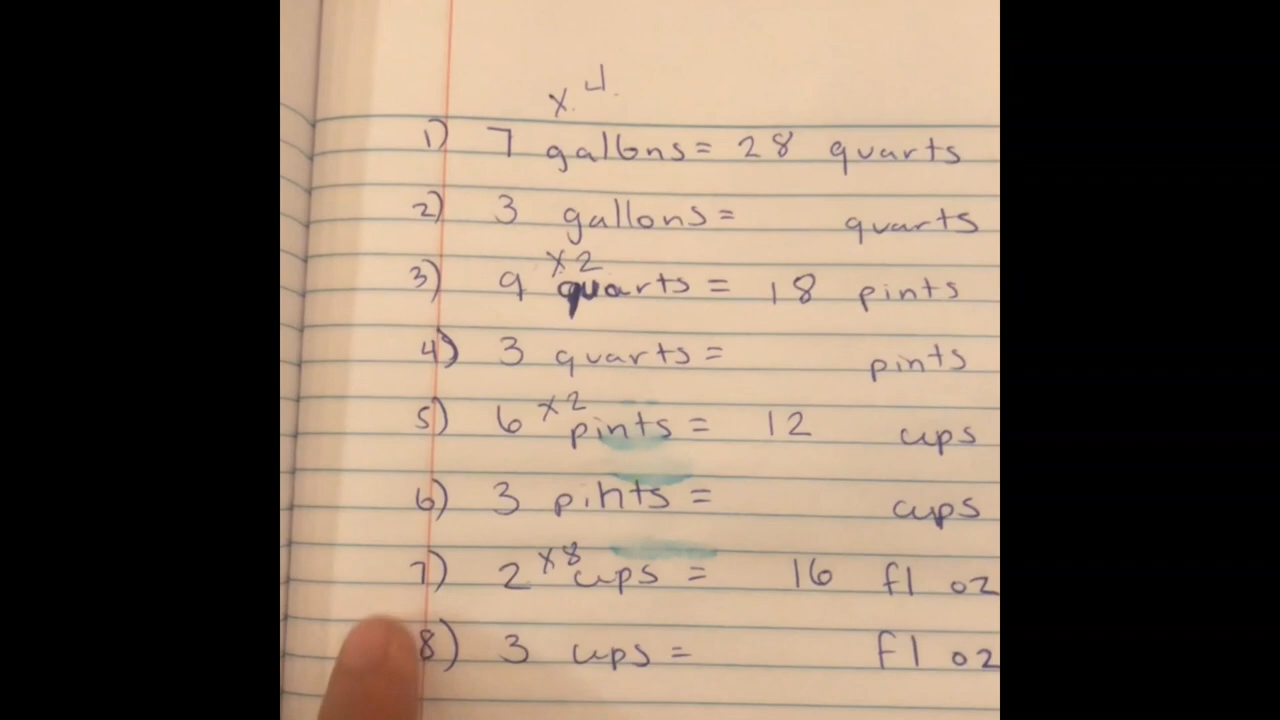 x 4
1) 7 gallons = 28 quarts
2) 3 gallons = quarts
x2
3) 9 quarts = 18 pints
4) 3 quarts = pints
5) 6 x2 pints = 12 cups
6) 3 pints = cups
7) 2 x8 cups = 16 fl oz
8) 3 cups = fl oz